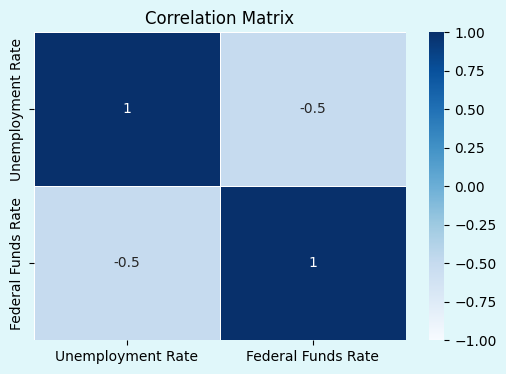 Correlation Matrix
Unemployment Rate
Federal Funds Rate
1
-0.5
-0.5
1
Unemployment Rate
Federal Funds Rate
1.00
0.75
0.50
0.25
0.00
−0.25
−0.50
−0.75
−1.00